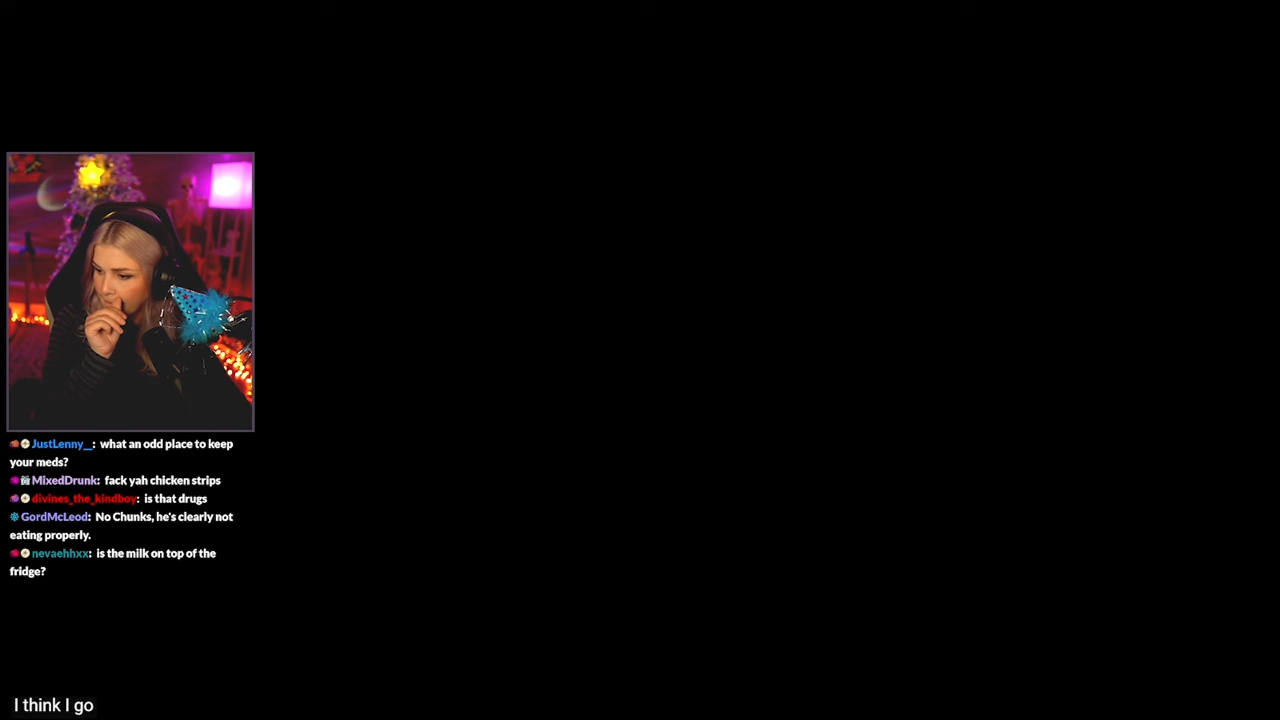 JustLenny__: what an odd place to keep
your meds?
MixedDrunk: fack yah chicken strips
divines_the_kindboy: is that drugs
GordMcLeod: No Chunks, he's clearly not
eating properly.
nevaehhxx: is the milk on top of the
fridge?
I think I go